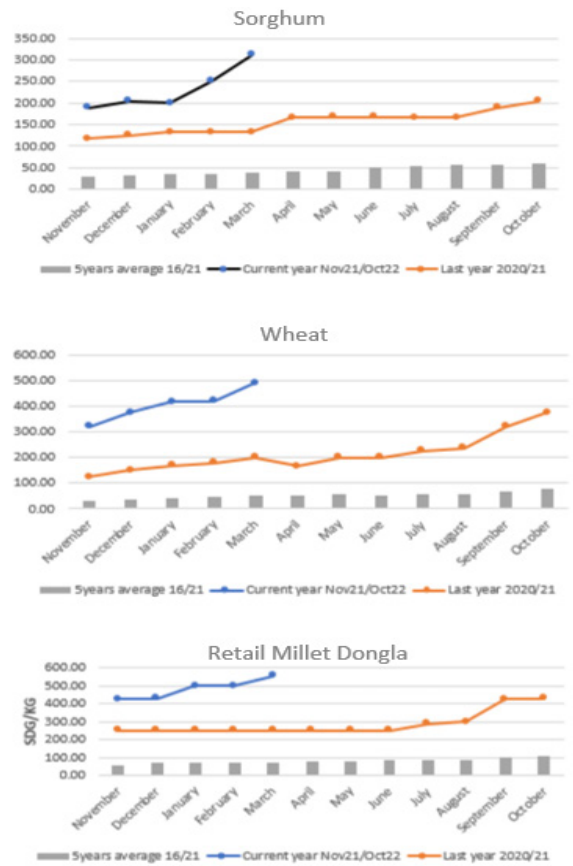 Sorghum
350.00
300.00
250.00
200.00
150.00
100.00
50.00
0.00
November December January February March April May June July August September October
5years average 16/21 Current year Nov21/Oct22 Last year 2020/21
Wheat
600.00
500.00
400.00
300.00
200.00
100.00
0.00
November December January February March April May June July August September October
5years average 16/21 Current year Nov21/Oct22 Last year 2020/21
Retail Millet Dongla
SDG/KG
600.00
500.00
400.00
300.00
200.00
100.00
0.00
November December January February March April May June July August September October
5years average 16/21 Current year Nov21/Oct22 Last year 2020/21